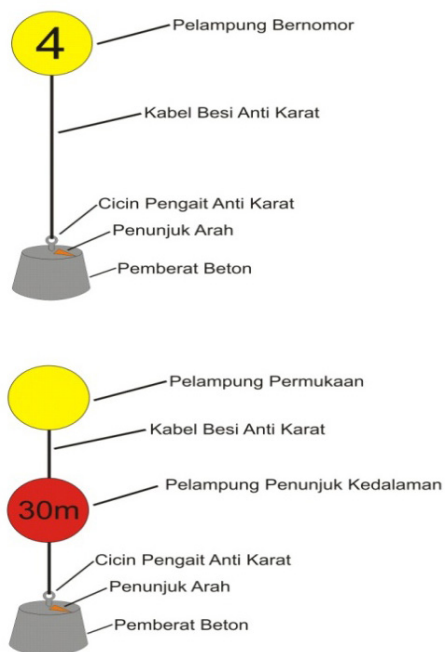 4
Pelampung Bernomor
Kabel Besi Anti Karat
Cicin Pengait Anti Karat
Penunjuk Arah
Pemberat Beton
Pelampung Permukaan
Kabel Besi Anti Karat
30m
Pelampung Penunjuk Kedalaman
Cicin Pengait Anti Karat
Penunjuk Arah
Pemberat Beton